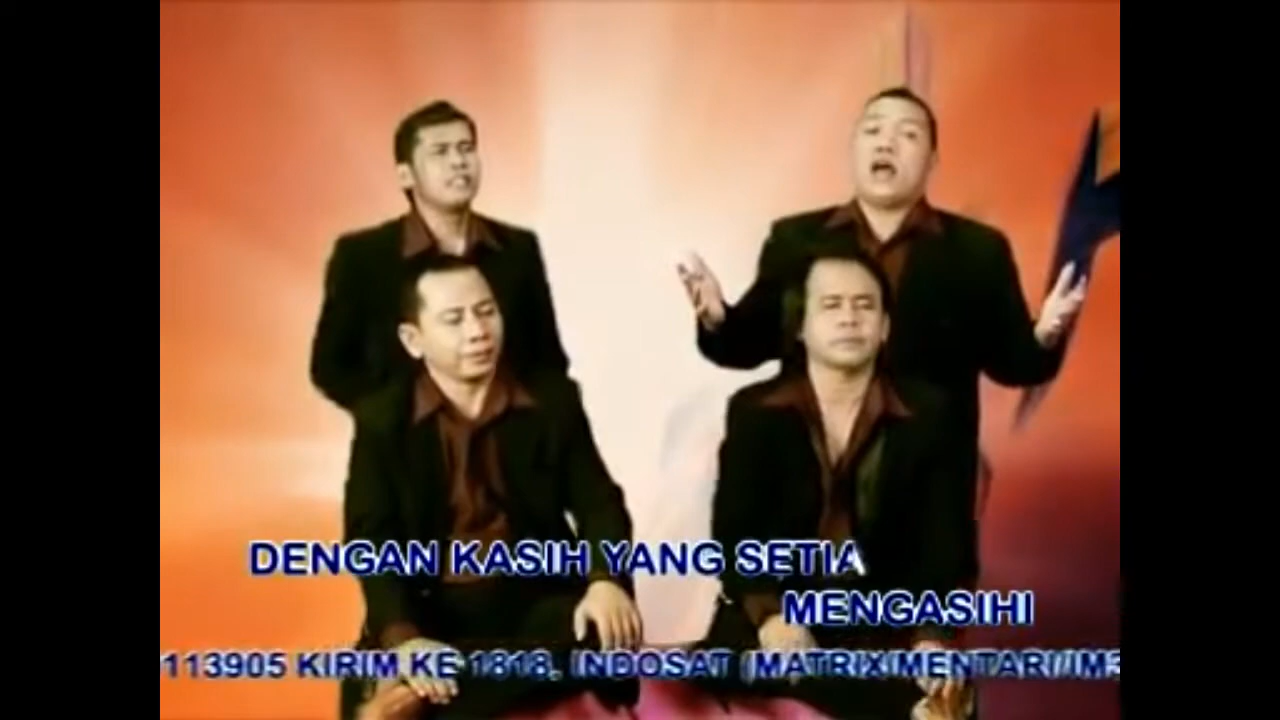 DENGAN KASIH YANG SETIA
MENGASIHI
113905 KIRIM KE 1818, INDOSAT (MATRIX/MENTARI/IM3